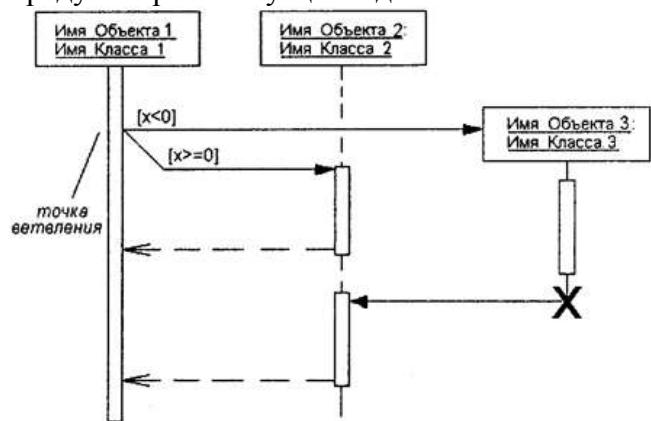 Имя Объекта 1
Имя Класса 1
Имя Объекта 2:
Имя Класса 2
[x<0]
Имя Объекта 3:
Имя Класса 3
[x>=0]
точка
ветвления
X